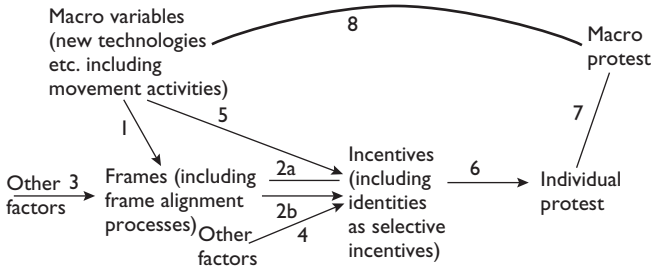 Macro variables
(new technologies
etc. including
movement activities)
8
Macro
protest
1
5
7
Other 3
factors
Frames (including
frame alignment
processes)
2a
2b
Other
factors
4
Incentives
(including
identities
as selective
incentives)
6
Individual
protest